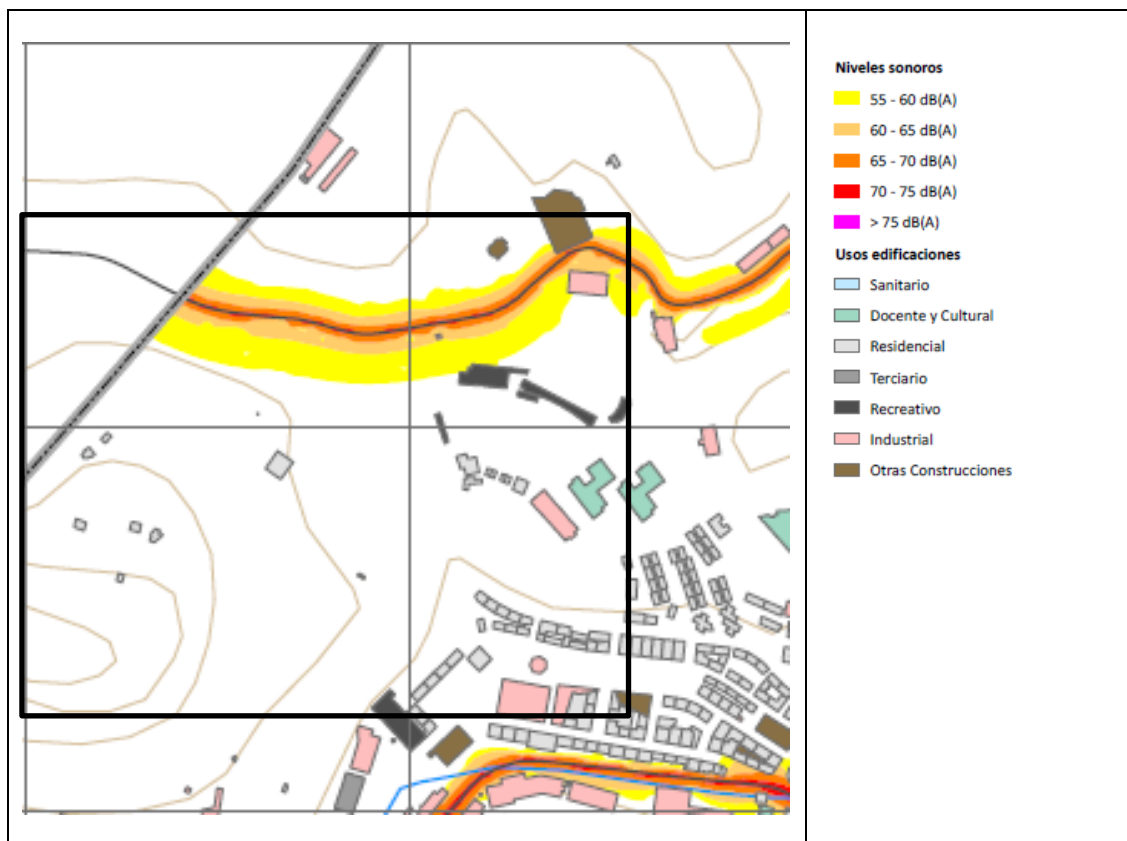 Niveles sonoros
55 - 60 dB(A)
60 - 65 dB(A)
65 - 70 dB(A)
70 - 75 dB(A)
> 75 dB(A)
Usos edificaciones
Sanitario
Docente y Cultural
Residencial
Terciario
Recreativo
Industrial
Otras Construcciones